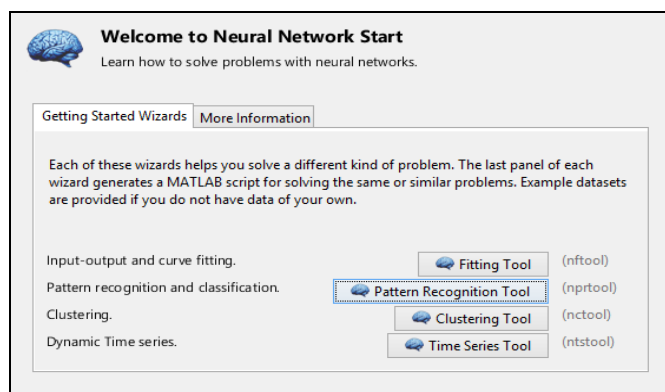 Welcome to Neural Network Start
Learn how to solve problems with neural networks.
Getting Started Wizards More Information
Each of these wizards helps you solve a different kind of problem. The last panel of each
wizard generates a MATLAB script for solving the same or similar problems. Example datasets
are provided if you do not have data of your own.
Input-output and curve fitting. Fitting Tool (nftool)
Pattern recognition and classification. Pattern Recognition Tool (nprtool)
Clustering. Clustering Tool (nctool)
Dynamic Time series. Time Series Tool (ntstool)